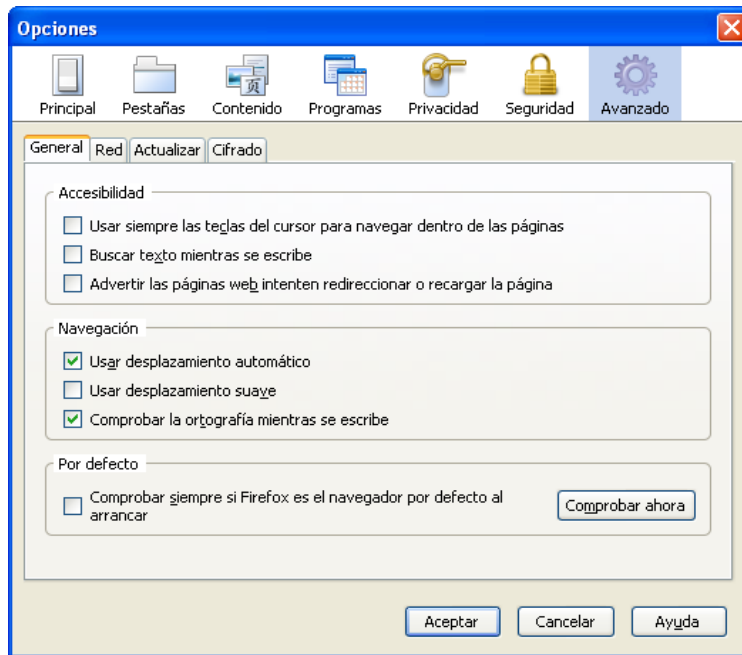 Opciones
Principal
Pestañas
Contenido
Programas
Privacidad
Seguridad
Avanzado
General
Red
Actualizar
Cifrado
Accesibilidad
Usar siempre las teclas del cursor para navegar dentro de las páginas
Buscar texto mientras se escribe
Advertir las páginas web intenten redireccionar o recargar la página
Navegación
Usar desplazamiento automático
Usar desplazamiento suave
Comprobar la ortografía mientras se escribe
Por defecto
Comprobar siempre si Firefox es el navegador por defecto al
arrancar
Comprobar ahora
Aceptar
Cancelar
Ayuda